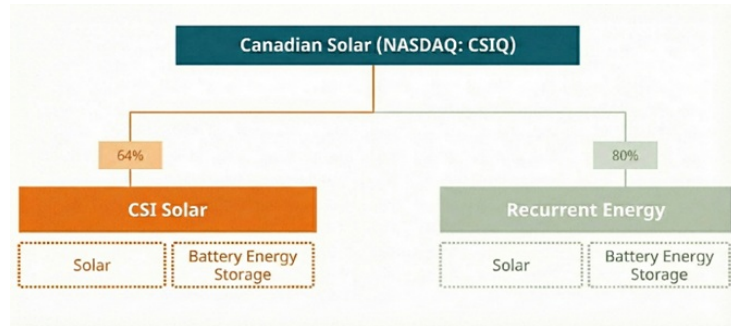 Canadian Solar (NASDAQ: CSIQ)
64%
80%
CSI Solar
Recurrent Energy
Solar
Battery Energy
Storage
Solar
Battery Energy
Storage